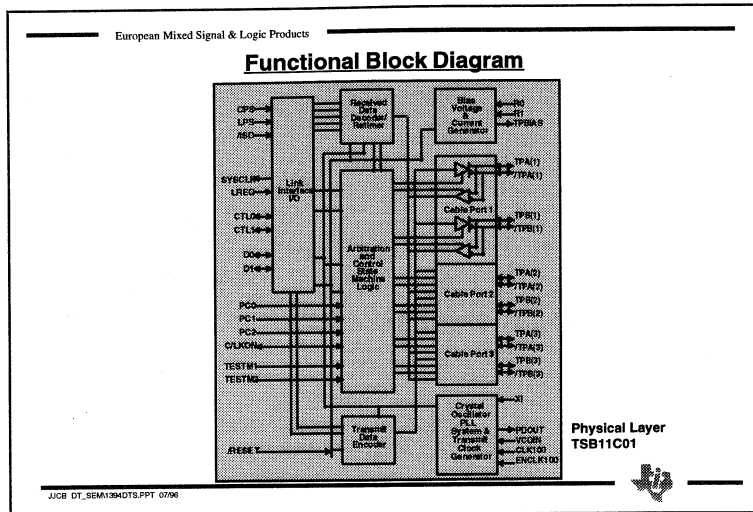 European Mixed Signal & Logic Products
Functional Block Diagram
CPS
LPS
/ISO
SYSCLK
LREQ
CTL0
CTL1
D0
D1
PC0
PC1
PC2
C/LKON
TESTM1
TESTM2
/RESET
Link
Interface
I/O
Received
Data
Decoder/
Retimer
Arbitration
and
Control
State
Machine
Logic
Transmit
Data
Encoder
Bias
Voltage
&
Current
Generator
R0
R1
TPBIAS
Cable Port 1
TPA(1)
/TPA(1)
TPB(1)
/TPB(1)
Cable Port 2
TPA(2)
/TPA(2)
TPB(2)
/TPB(2)
Cable Port 3
TPA(3)
/TPA(3)
TPB(3)
/TPB(3)
Crystal
Oscillator
PLL
System &
Transmit
Clock
Generator
XI
PDOUT
VCOIN
CLK100
ENCLK100
Physical Layer
TSB11C01
JJCB DT_SEM\1394DTS.PPT 07/96